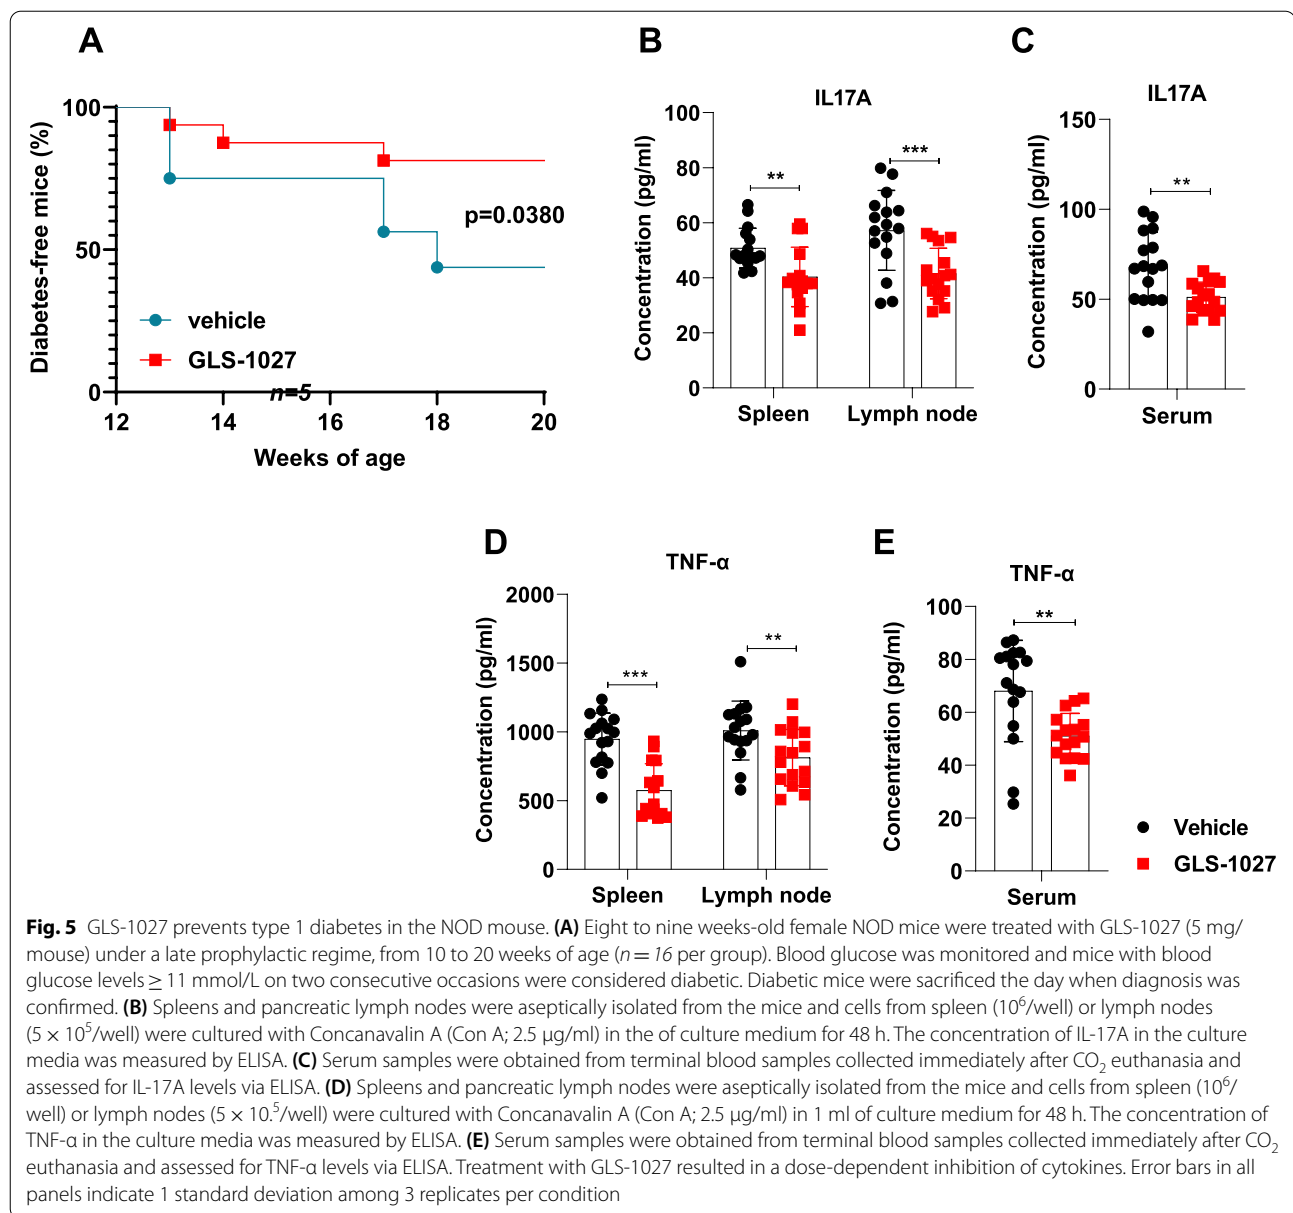 A
B
C
IL17A
IL17A
Diabetes-free mice (%)
100
50
0
p=0.0380
vehicle
GLS-1027
n=5
12 14 16 18 20
Weeks of age
Concentration (pg/ml)
100
80
60
40
20
0
**
***
Spleen Lymph node
Concentration (pg/ml)
150
100
50
0
**
Serum
D
E
TNF-α
TNF-α
Concentration (pg/ml)
2000
1500
1000
500
0
***
**
Spleen Lymph node
Concentration (pg/ml)
100
80
60
40
20
0
**
Serum
Vehicle
GLS-1027
Fig. 5 GLS-1027 prevents type 1 diabetes in the NOD mouse. (A) Eight to nine weeks-old female NOD mice were treated with GLS-1027 (5 mg/
mouse) under a late prophylactic regime, from 10 to 20 weeks of age (n = 16 per group). Blood glucose was monitored and mice with blood
glucose levels ≥ 11 mmol/L on two consecutive occasions were considered diabetic. Diabetic mice were sacrificed the day when diagnosis was
confirmed. (B) Spleens and pancreatic lymph nodes were aseptically isolated from the mice and cells from spleen (10⁶/well) or lymph nodes
(5 × 10⁵/well) were cultured with Concanavalin A (Con A; 2.5 μg/ml) in the of culture medium for 48 h. The concentration of IL-17A in the culture
media was measured by ELISA. (C) Serum samples were obtained from terminal blood samples collected immediately after CO₂ euthanasia and
assessed for IL-17A levels via ELISA. (D) Spleens and pancreatic lymph nodes were aseptically isolated from the mice and cells from spleen (10⁶/
well) or lymph nodes (5 × 10.⁵/well) were cultured with Concanavalin A (Con A; 2.5 μg/ml) in 1 ml of culture medium for 48 h. The concentration of
TNF-α in the culture media was measured by ELISA. (E) Serum samples were obtained from terminal blood samples collected immediately after CO₂
euthanasia and assessed for TNF-α levels via ELISA. Treatment with GLS-1027 resulted in a dose-dependent inhibition of cytokines. Error bars in all
panels indicate 1 standard deviation among 3 replicates per condition